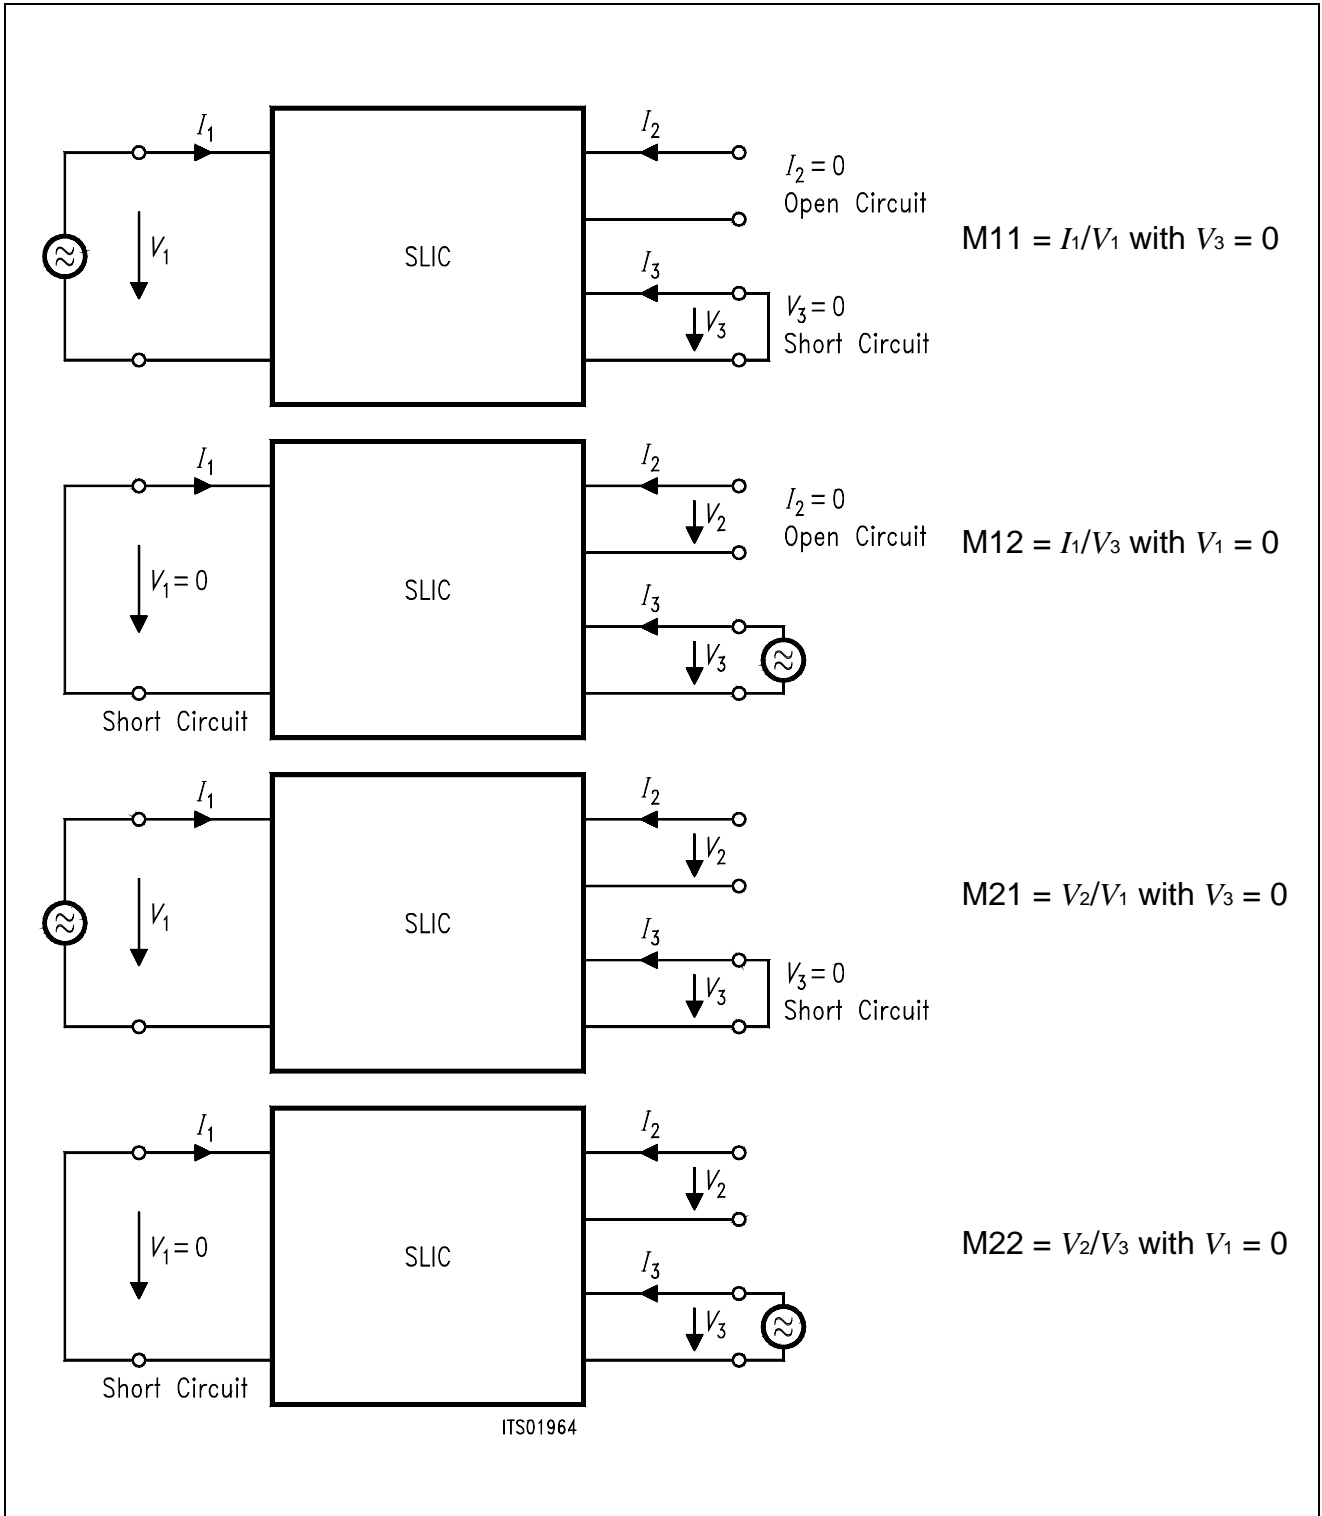 I1
I2
I2 = 0
Open Circuit
V1
SLIC
M11 = I1/V1 with V3 = 0
I3
V3 = 0
V3
Short Circuit
I1
I2
V2
I2 = 0
Open Circuit
M12 = I1/V3 with V1 = 0
V1 = 0
SLIC
I3
V3
Short Circuit
I1
I2
V2
M21 = V2/V1 with V3 = 0
V1
SLIC
I3
V3 = 0
V3
Short Circuit
I1
I2
V2
V1 = 0
SLIC
M22 = V2/V3 with V1 = 0
I3
V3
Short Circuit
ITS01964